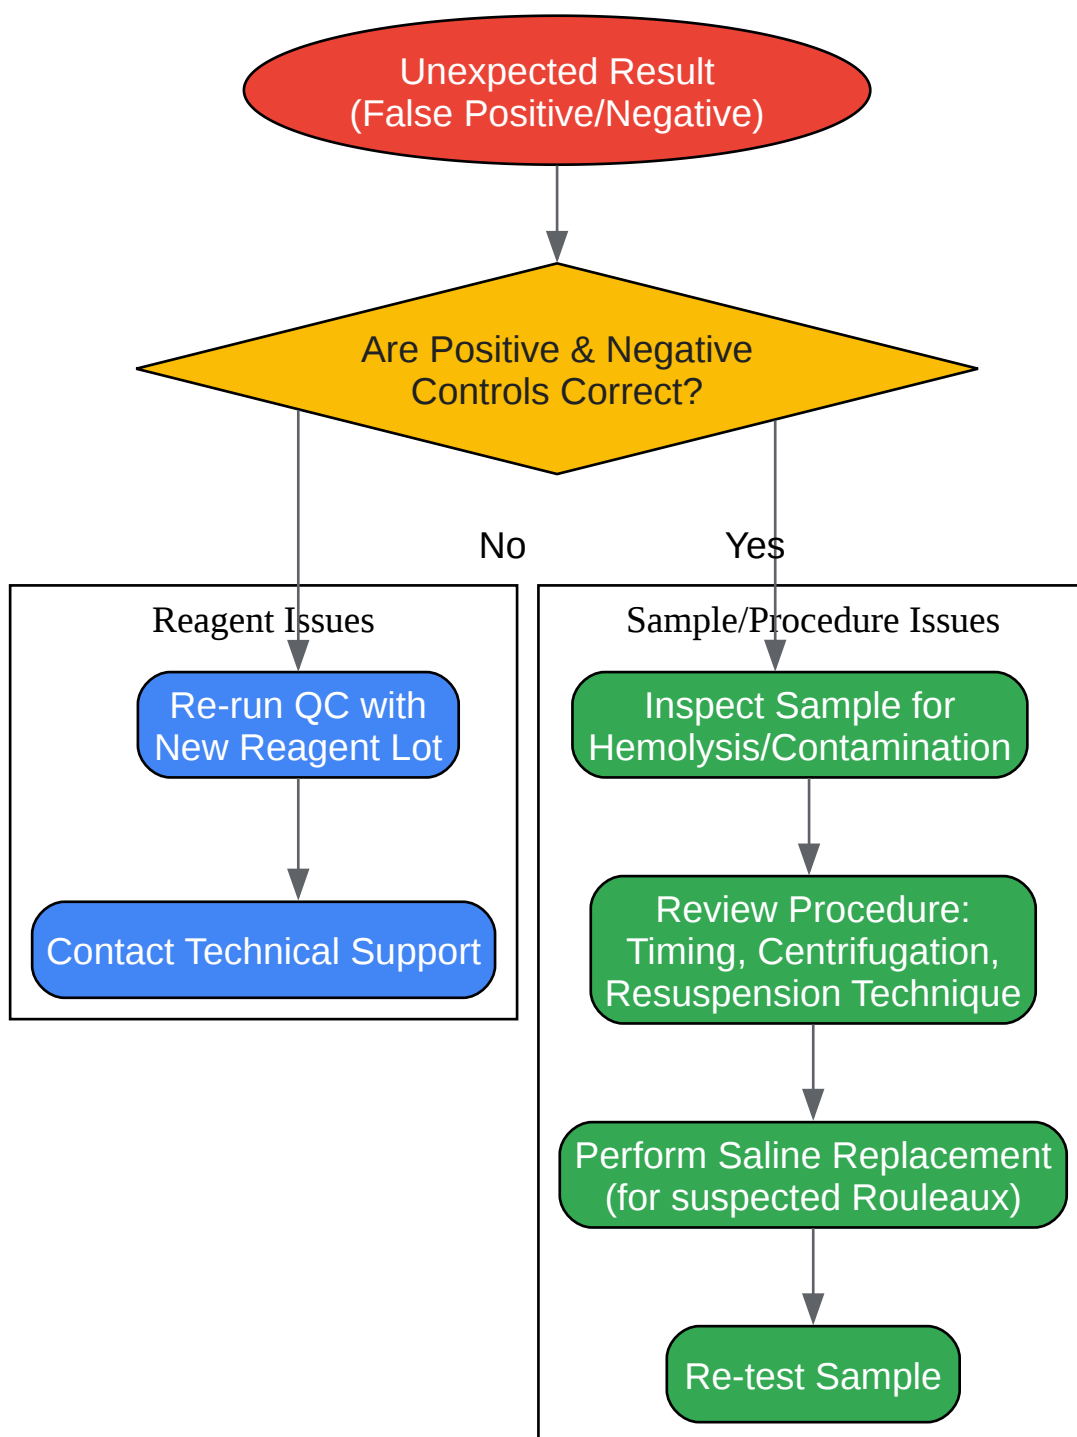 Unexpected Result
(False Positive/Negative)
Are Positive & Negative
Controls Correct?
No
Yes
Reagent Issues
Re-run QC with
New Reagent Lot
Contact Technical Support
Sample/Procedure Issues
Inspect Sample for
Hemolysis/Contamination
Review Procedure:
Timing, Centrifugation,
Resuspension Technique
Perform Saline Replacement
(for suspected Rouleaux)
Re-test Sample